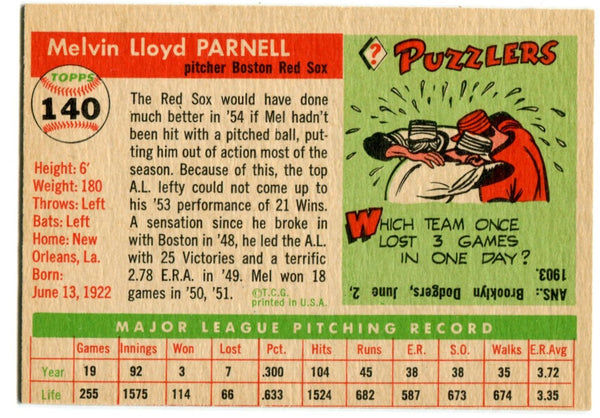 Melvin Lloyd PARNELL
pitcher Boston Red Sox
TOPPS
140
Height: 6'
Weight: 180
Throws: Left
Bats: Left
Home: New
Orleans, La.
Born:
June 13, 1922
The Red Sox would have done
much better in '54 if Mel hadn't
been hit with a pitched ball, put-
ting him out of action most of the
season. Because of this, the top
A.L. lefty could not come up to
his '53 performance of 21 Wins.
A sensation since he broke in
with Boston in '48, he led the A.L.
with 25 Victories and a terrific
2.78 E.R.A. in '49. Mel won 18
games in '50, '51.
©T.C.G.
printed in U.S.A.
?
PUZZLERS
WHICH TEAM ONCE
LOST 3 GAMES
IN ONE DAY?
ANS.: Brooklyn Dodgers, June 2,
1903.
MAJOR LEAGUE PITCHING RECORD
Games Innings Won Lost Pct. Hits Runs E.R. S.O. Walks E.R.Avg
Year 19 92 3 7 .300 104 45 38 38 35 3.72
Life 255 1575 114 66 .633 1524 682 587 673 674 3.35